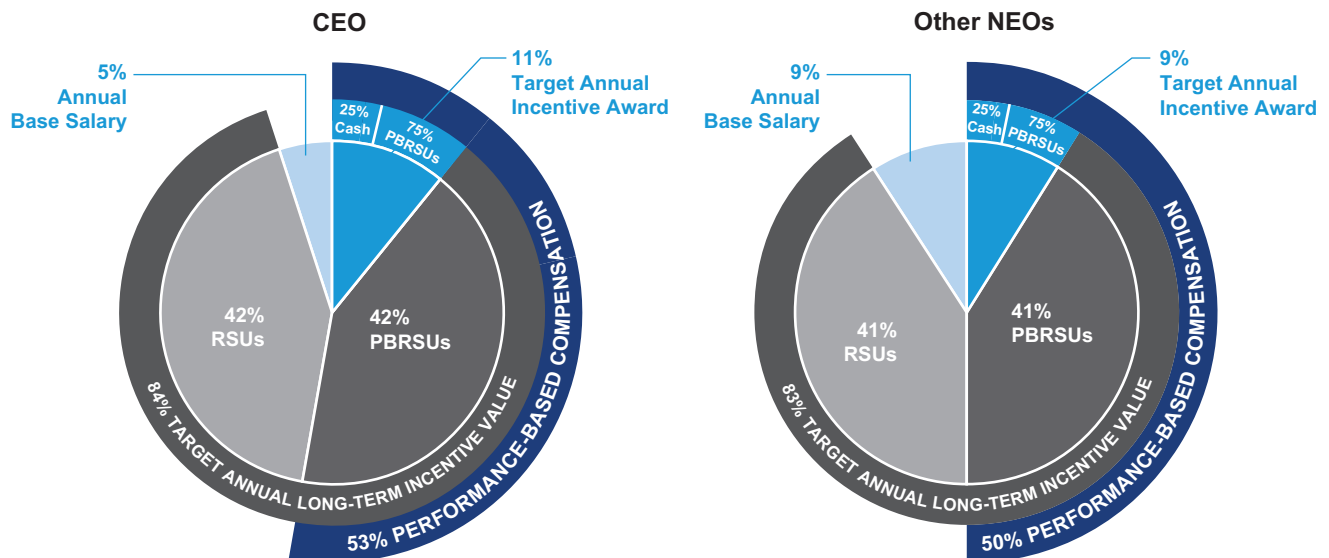 CEO
5%
Annual
Base Salary
11%
Target Annual
Incentive Award
25%
Cash
75%
PBRSUs
42%
RSUs
42%
PBRSUs
84% TARGET ANNUAL LONG-TERM INCENTIVE VALUE
53% PERFORMANCE-BASED COMPENSATION
Other NEOs
9%
Annual
Base Salary
9%
Target Annual
Incentive Award
25%
Cash
75%
PBRSUs
41%
RSUs
41%
PBRSUs
83% TARGET ANNUAL LONG-TERM INCENTIVE VALUE
50% PERFORMANCE-BASED COMPENSATION